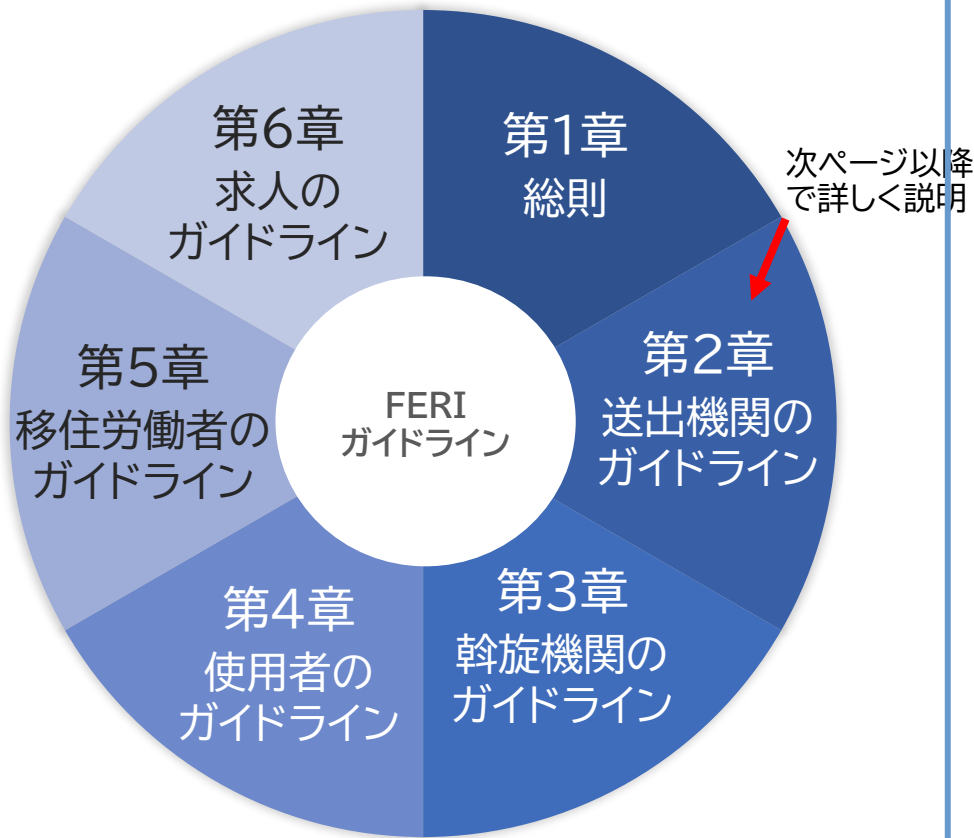 第1章
総則
次ページ以降
で詳しく説明
第2章
送出機関の
ガイドライン
第3章
斡旋機関の
ガイドライン
第4章
使用者の
ガイドライン
第5章
移住労働者の
ガイドライン
第6章
求人の
ガイドライン
FERI
ガイドライン